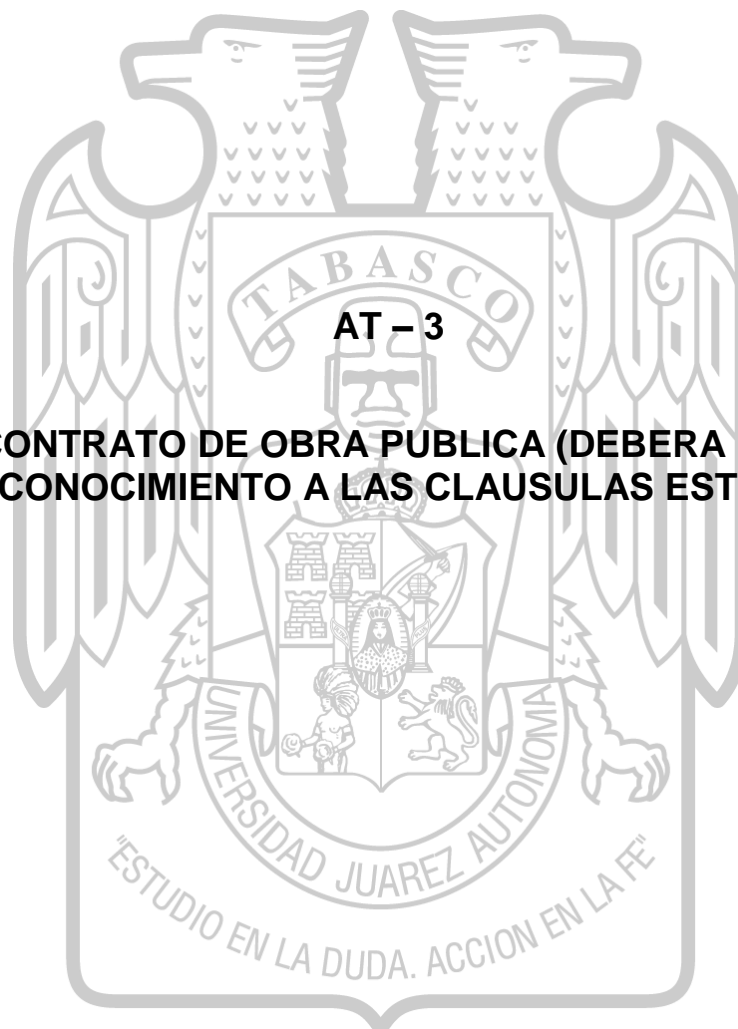 TABASCO
AT – 3
CONTRATO DE OBRA PUBLICA (DEBERA
CONOCIMIENTO A LAS CLAUSULAS EST
UNIVERSIDAD JUAREZ AUTONOMA
"ESTUDIO EN LA DUDA. ACCION EN LA FE"